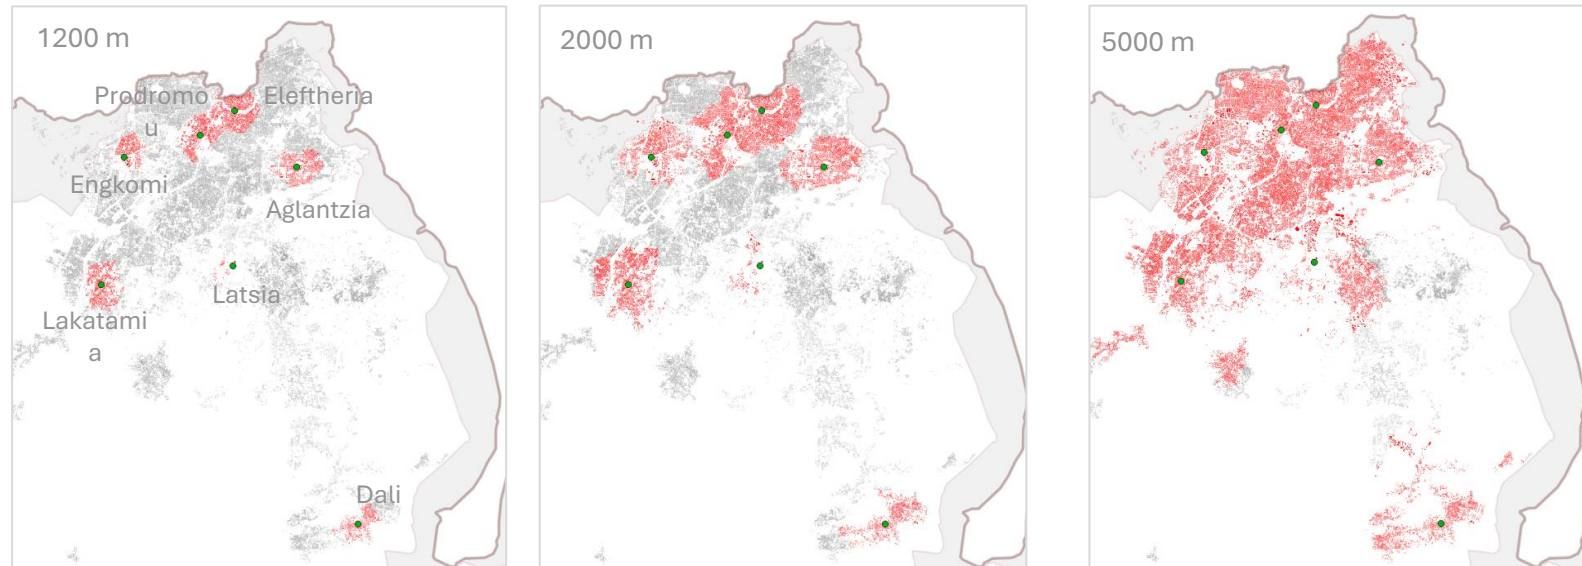 1200 m
2000 m
5000 m
Prodromo
u
Eleftheria
Engkomi
Aglantzia
Latsia
Lakatami
a
Dali